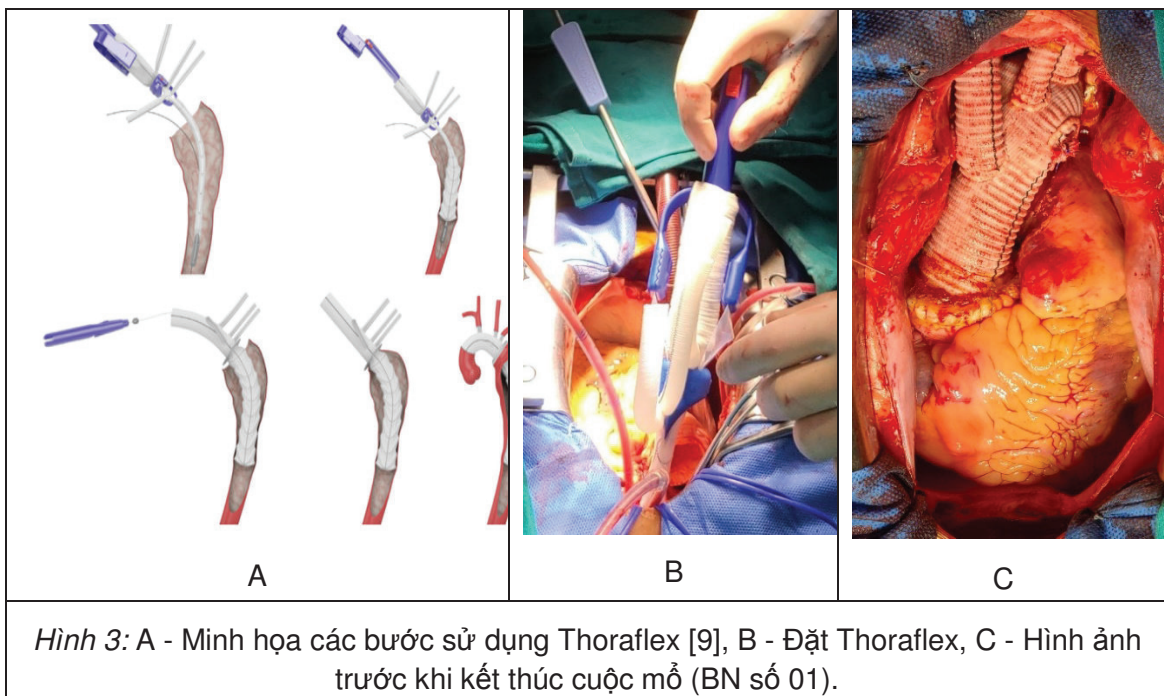 A
B
C
Hình 3: A - Minh họa các bước sử dụng Thoraflex [9], B - Đặt Thoraflex, C - Hình ảnh
trước khi kết thúc cuộc mổ (BN số 01).